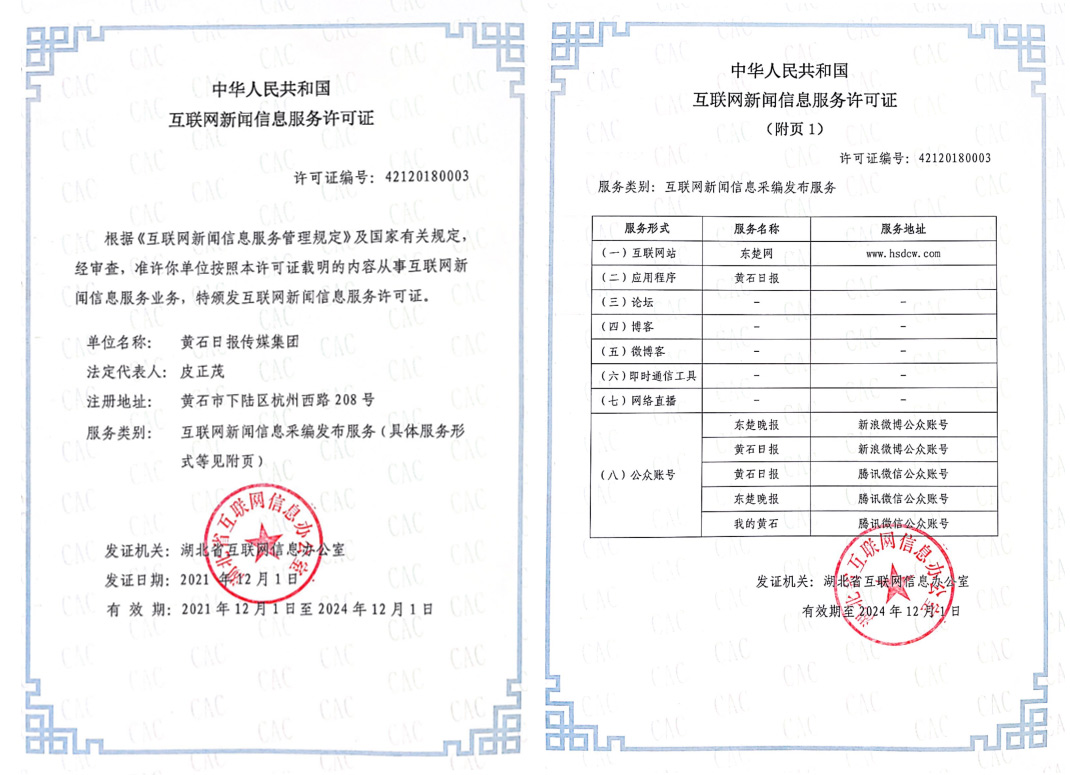 中华人民共和国
互联网新闻信息服务许可证
许可证编号：42120180003
根据《互联网新闻信息服务管理规定》及国家有关规定，
经审查，准许你单位按照本许可证载明的内容从事互联网新
闻信息服务业务，特颁发互联网新闻信息服务许可证。
单位名称： 黄石日报传媒集团
法定代表人： 皮正茂
注册地址： 黄石市下陆区杭州西路 208 号
服务类别： 互联网新闻信息采编发布服务（具体服务形
式等见附页）
发证机关： 湖北省互联网信息办公室
发证日期： 2021 年 12 月 1 日
有 效 期： 2021 年 12 月 1 日至 2024 年 12 月 1 日
湖北省互联网信息办公室
中华人民共和国
互联网新闻信息服务许可证
（附页 1）
许可证编号：42120180003
服务类别：互联网新闻信息采编发布服务
服务形式 服务名称 服务地址
（一）互联网站 东楚网 www.hsdcw.com
（二）应用程序 黄石日报
（三）论坛 - -
（四）博客 - -
（五）微博客 - -
（六）即时通信工具 - -
（七）网络直播 - -
（八）公众账号
东楚晚报 新浪微博公众账号
黄石日报 新浪微博公众账号
黄石日报 腾讯微信公众账号
东楚晚报 腾讯微信公众账号
我的黄石 腾讯微信公众账号
发证机关：湖北省互联网信息办公室
有效期至 2024 年 12 月 1 日
湖北省互联网信息办公室
CAC